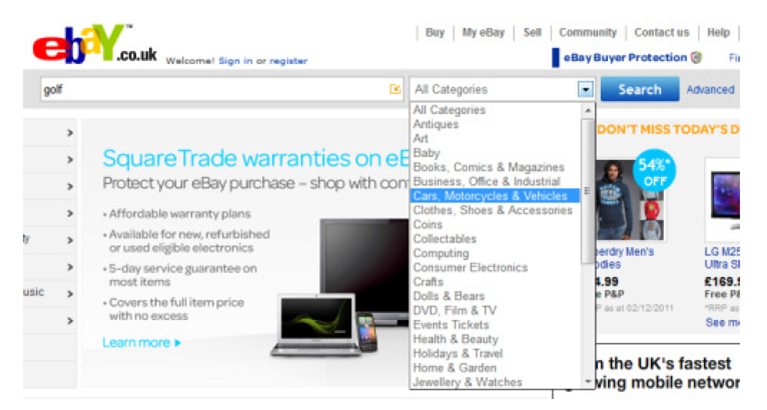 ebay™.co.uk
Welcome! Sign in or register
Buy | My eBay | Sell | Community | Contact us | Help |
eBay Buyer Protection
golf
All Categories
Search
Advanced
All Categories
Antiques
Art
Baby
Books, Comics & Magazines
Business, Office & Industrial
Cars, Motorcycles & Vehicles
Clothes, Shoes & Accessories
Coins
Collectables
Computing
Consumer Electronics
Crafts
Dolls & Bears
DVD, Film & TV
Events Tickets
Health & Beauty
Holidays & Travel
Home & Garden
Jewellery & Watches
SquareTrade warranties on eB
Protect your eBay purchase – shop with con
• Affordable warranty plans
• Available for new, refurbished
or used eligible electronics
• 5-day service guarantee on
most items
• Covers the full item price
with no excess
Learn more
usic
DON'T MISS TODAY'S D
54%*
OFF
perdry Men's
odies
4.99
e P&P
P as at 02/12/2011
LG M25
Ultra Sl
£169.9
Free P&
*RRP as
See mo
m the UK's fastest
wing mobile networ